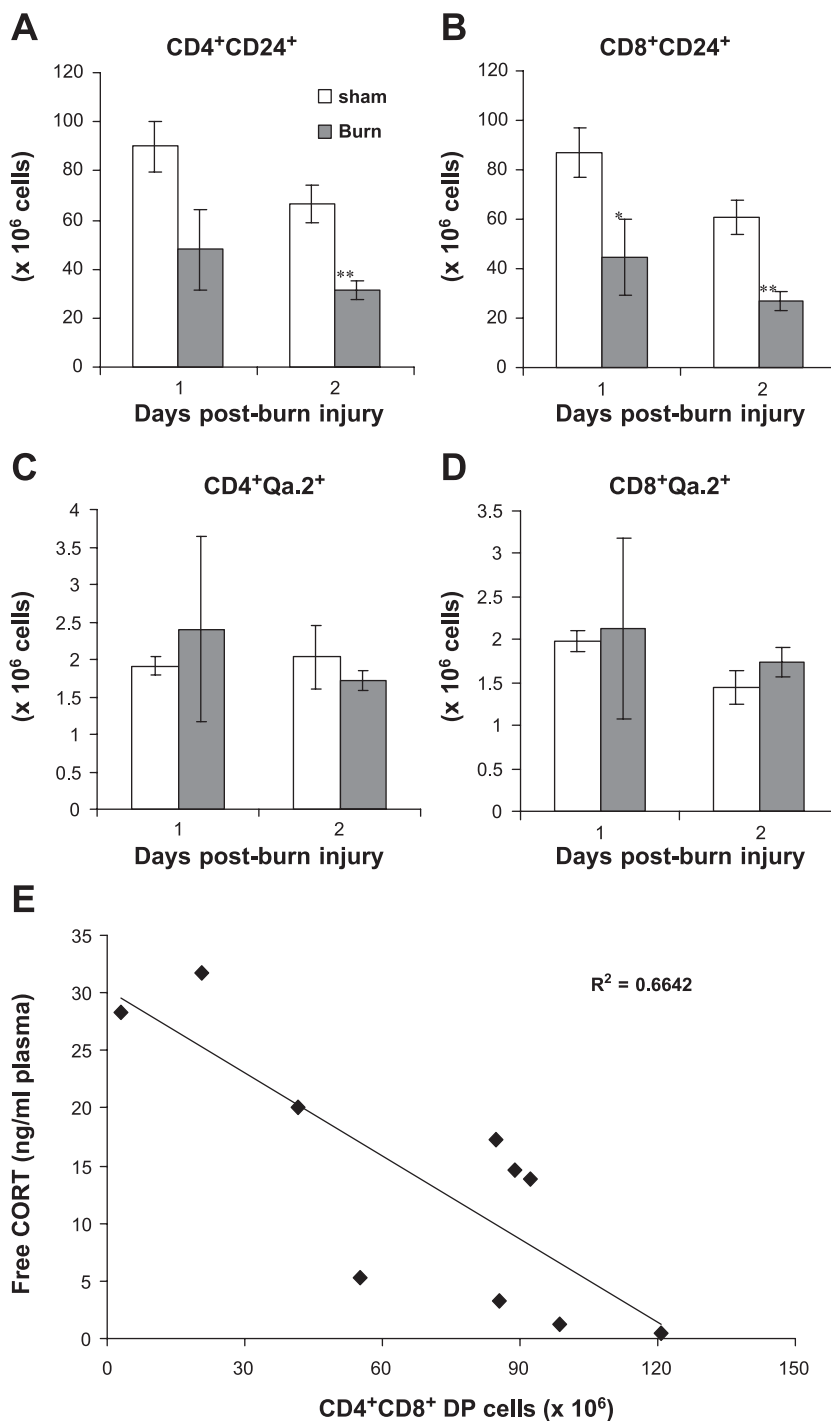 A
CD4⁺CD24⁺
120
100
80
60
40
20
0
(x 10⁶ cells)
sham
Burn
**
1
2
Days post-burn injury
B
CD8⁺CD24⁺
120
100
80
60
40
20
0
(x 10⁶ cells)
*
**
1
2
Days post-burn injury
C
CD4⁺Qa.2⁺
4
3.5
3
2.5
2
1.5
1
0.5
0
(x 10⁶ cells)
1
2
Days post-burn injury
D
CD8⁺Qa.2⁺
3.5
3
2.5
2
1.5
1
0.5
0
(x 10⁶ cells)
1
2
Days post-burn injury
E
35
30
25
20
15
10
5
0
Free CORT (ng/ml plasma)
R² = 0.6642
0
30
60
90
120
150
CD4⁺CD8⁺ DP cells (x 10⁶)